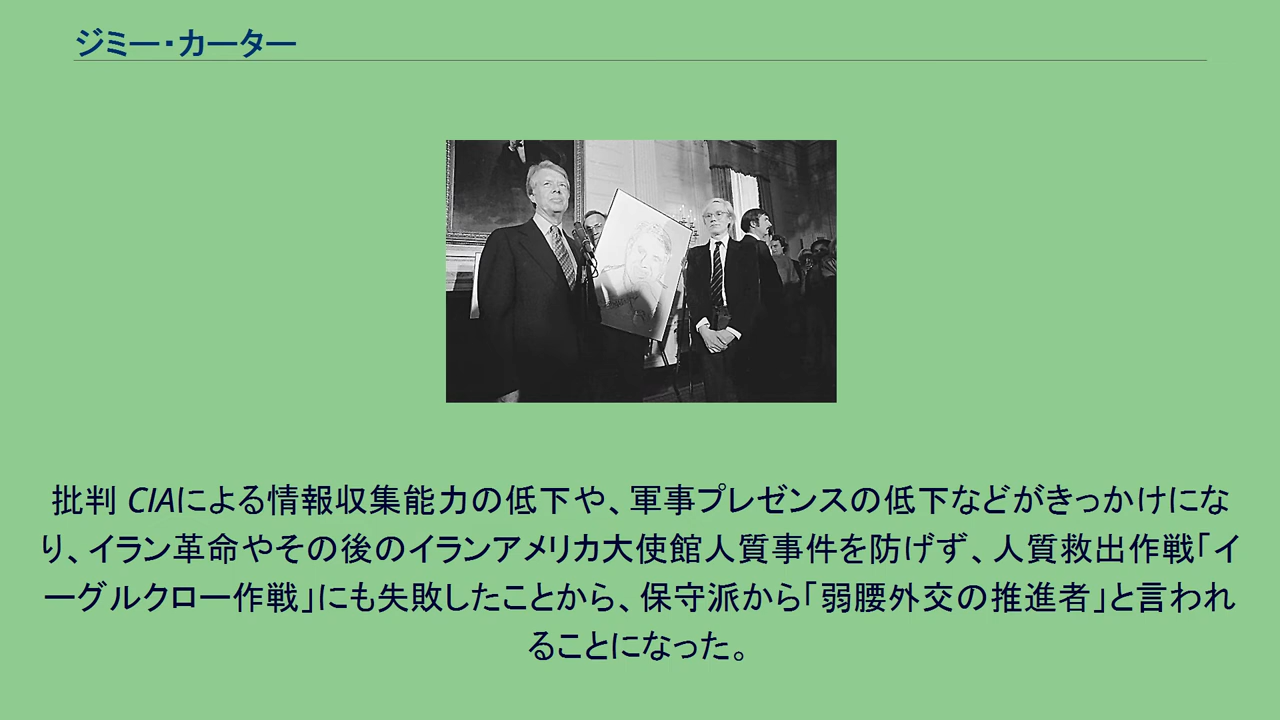 ジミー・カーター
批判 CIAによる情報収集能力の低下や、軍事プレゼンスの低下などがきっかけにな
り、イラン革命やその後のイランアメリカ大使館人質事件を防げず、人質救出作戦「イ
ーグルクロー作戦」にも失敗したことから、保守派から「弱腰外交の推進者」と言われ
ることになった。